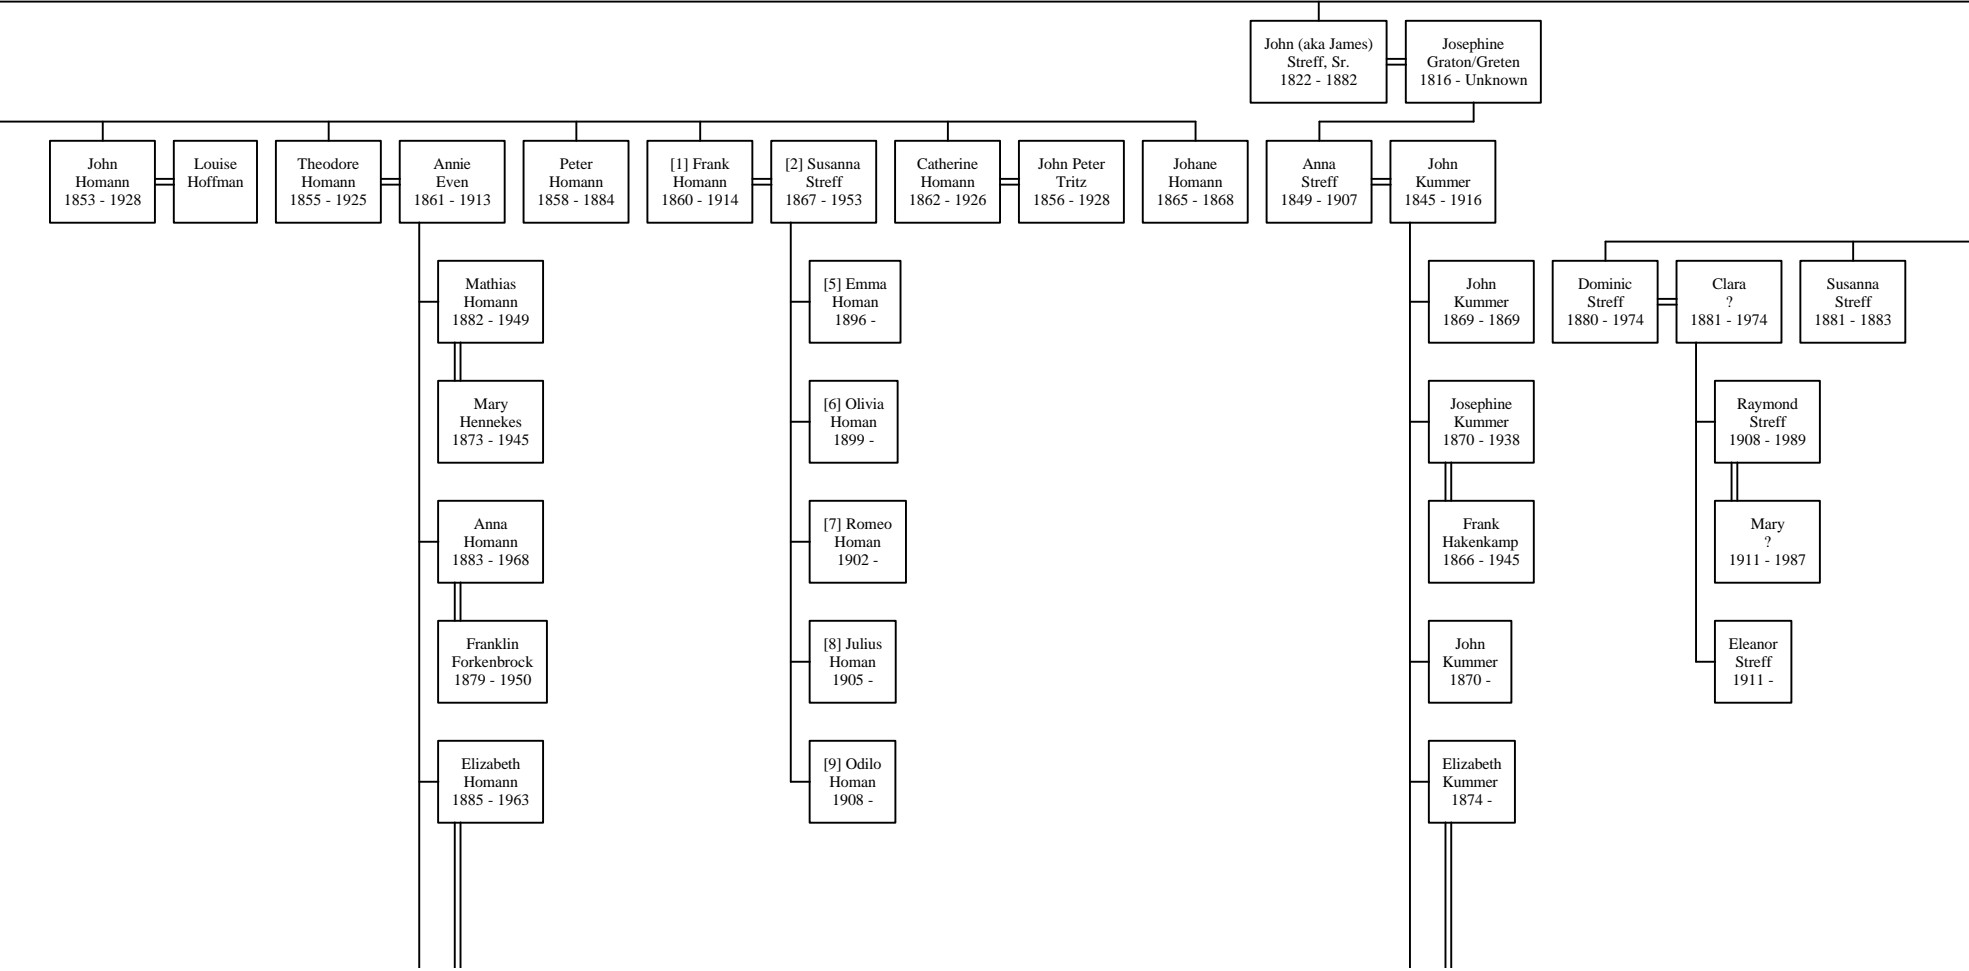 John (aka James)
Streff, Sr.
1822 - 1882
Josephine
Graton/Greten
1816 - Unknown
John
Homann
1853 - 1928
Louise
Hoffman
Theodore
Homann
1855 - 1925
Annie
Even
1861 - 1913
Peter
Homann
1858 - 1884
[1] Frank
Homann
1860 - 1914
[2] Susanna
Streff
1867 - 1953
Catherine
Homann
1862 - 1926
John Peter
Tritz
1856 - 1928
Johane
Homann
1865 - 1868
Anna
Streff
1849 - 1907
John
Kummer
1845 - 1916
Mathias
Homann
1882 - 1949
[5] Emma
Homan
1896 -
John
Kummer
1869 - 1869
Dominic
Streff
1880 - 1974
Clara
?
1881 - 1974
Susanna
Streff
1881 - 1883
Mary
Hennekes
1873 - 1945
[6] Olivia
Homan
1899 -
Josephine
Kummer
1870 - 1938
Raymond
Streff
1908 - 1989
Anna
Homann
1883 - 1968
[7] Romeo
Homan
1902 -
Frank
Hakenkamp
1866 - 1945
Mary
?
1911 - 1987
Franklin
Forkenbrock
1879 - 1950
[8] Julius
Homan
1905 -
John
Kummer
1870 -
Eleanor
Streff
1911 -
Elizabeth
Homann
1885 - 1963
[9] Odilo
Homan
1908 -
Elizabeth
Kummer
1874 -